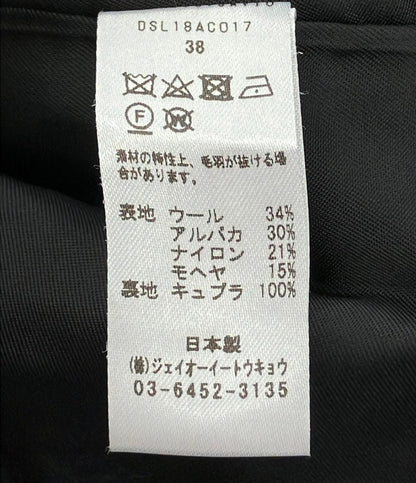 DSL18AC017
38
F W
素材の特性上、毛羽が抜ける場
合があります。
表地 ウール 34%
アルパカ 30%
ナイロン 21%
モヘヤ 15%
裏地 キュプラ 100%
日本製
(株)ジェイオーイートウキョウ
03-6452-3135